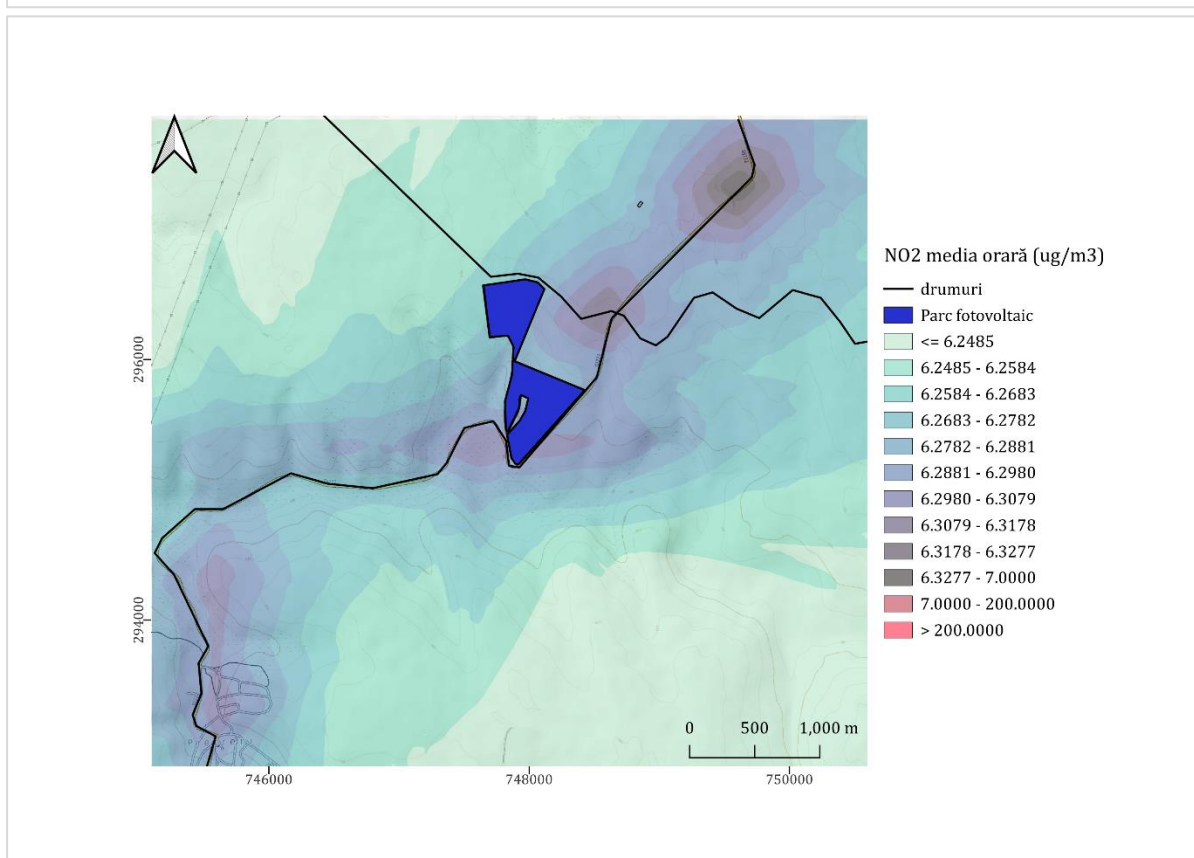 NO2 media orară (ug/m3)
drumuri
Parc fotovoltaic
<= 6.2485
6.2485 - 6.2584
6.2584 - 6.2683
6.2683 - 6.2782
6.2782 - 6.2881
6.2881 - 6.2980
6.2980 - 6.3079
6.3079 - 6.3178
6.3178 - 6.3277
6.3277 - 7.0000
7.0000 - 200.0000
> 200.0000
296000
294000
0 500 1,000 m
746000 748000 750000